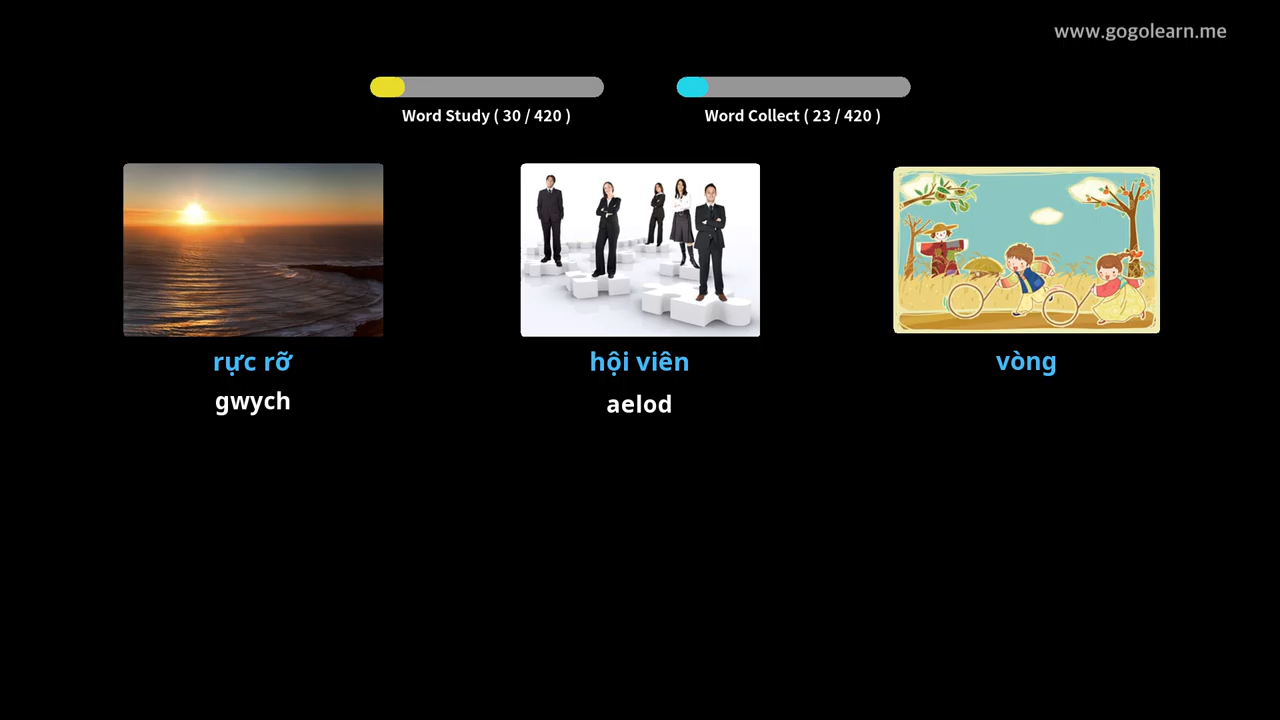 www.gogolearn.me
Word Study ( 30 / 420 )
Word Collect ( 23 / 420 )
rực rỡ
hội viên
vòng
gwych
aelod